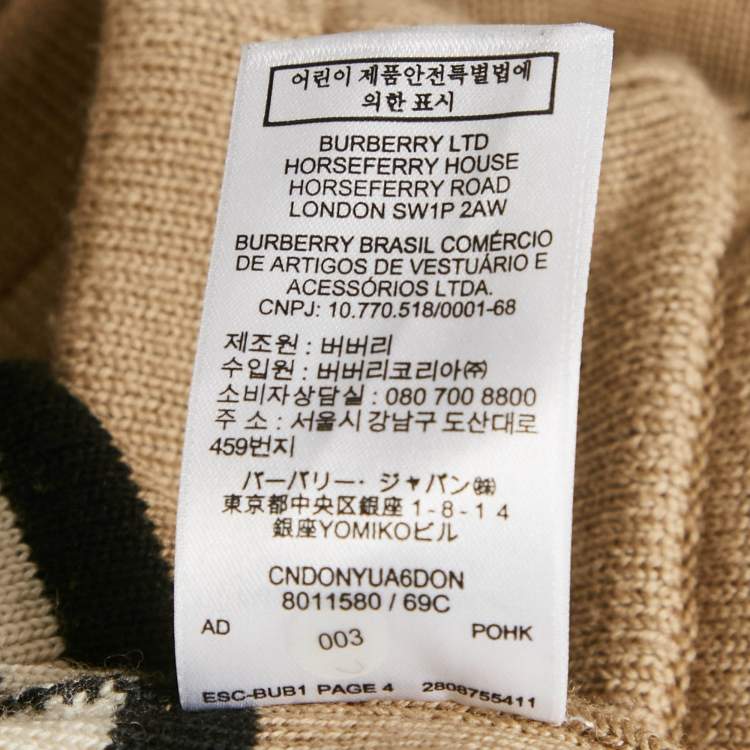 어린이 제품안전특별법에
의한 표시
BURBERRY LTD
HORSEFERRY HOUSE
HORSEFERRY ROAD
LONDON SW1P 2AW
BURBERRY BRASIL COMÉRCIO
DE ARTIGOS DE VESTUÁRIO E
ACESSÓRIOS LTDA.
CNPJ: 10.770.518/0001-68
제조원 : 버버리
수입원 : 버버리코리아㈜
소비자상담실 : 080 700 8800
주 소 : 서울시 강남구 도산대로
459번지
バーバリー・ジャパン㈱
東京都中央区銀座 1-8-14
銀座YOMIKOビル
CNDONYUA6DON
8011580 / 69C
AD 003 POHK
ESC-BUB1 PAGE 4 2808755411